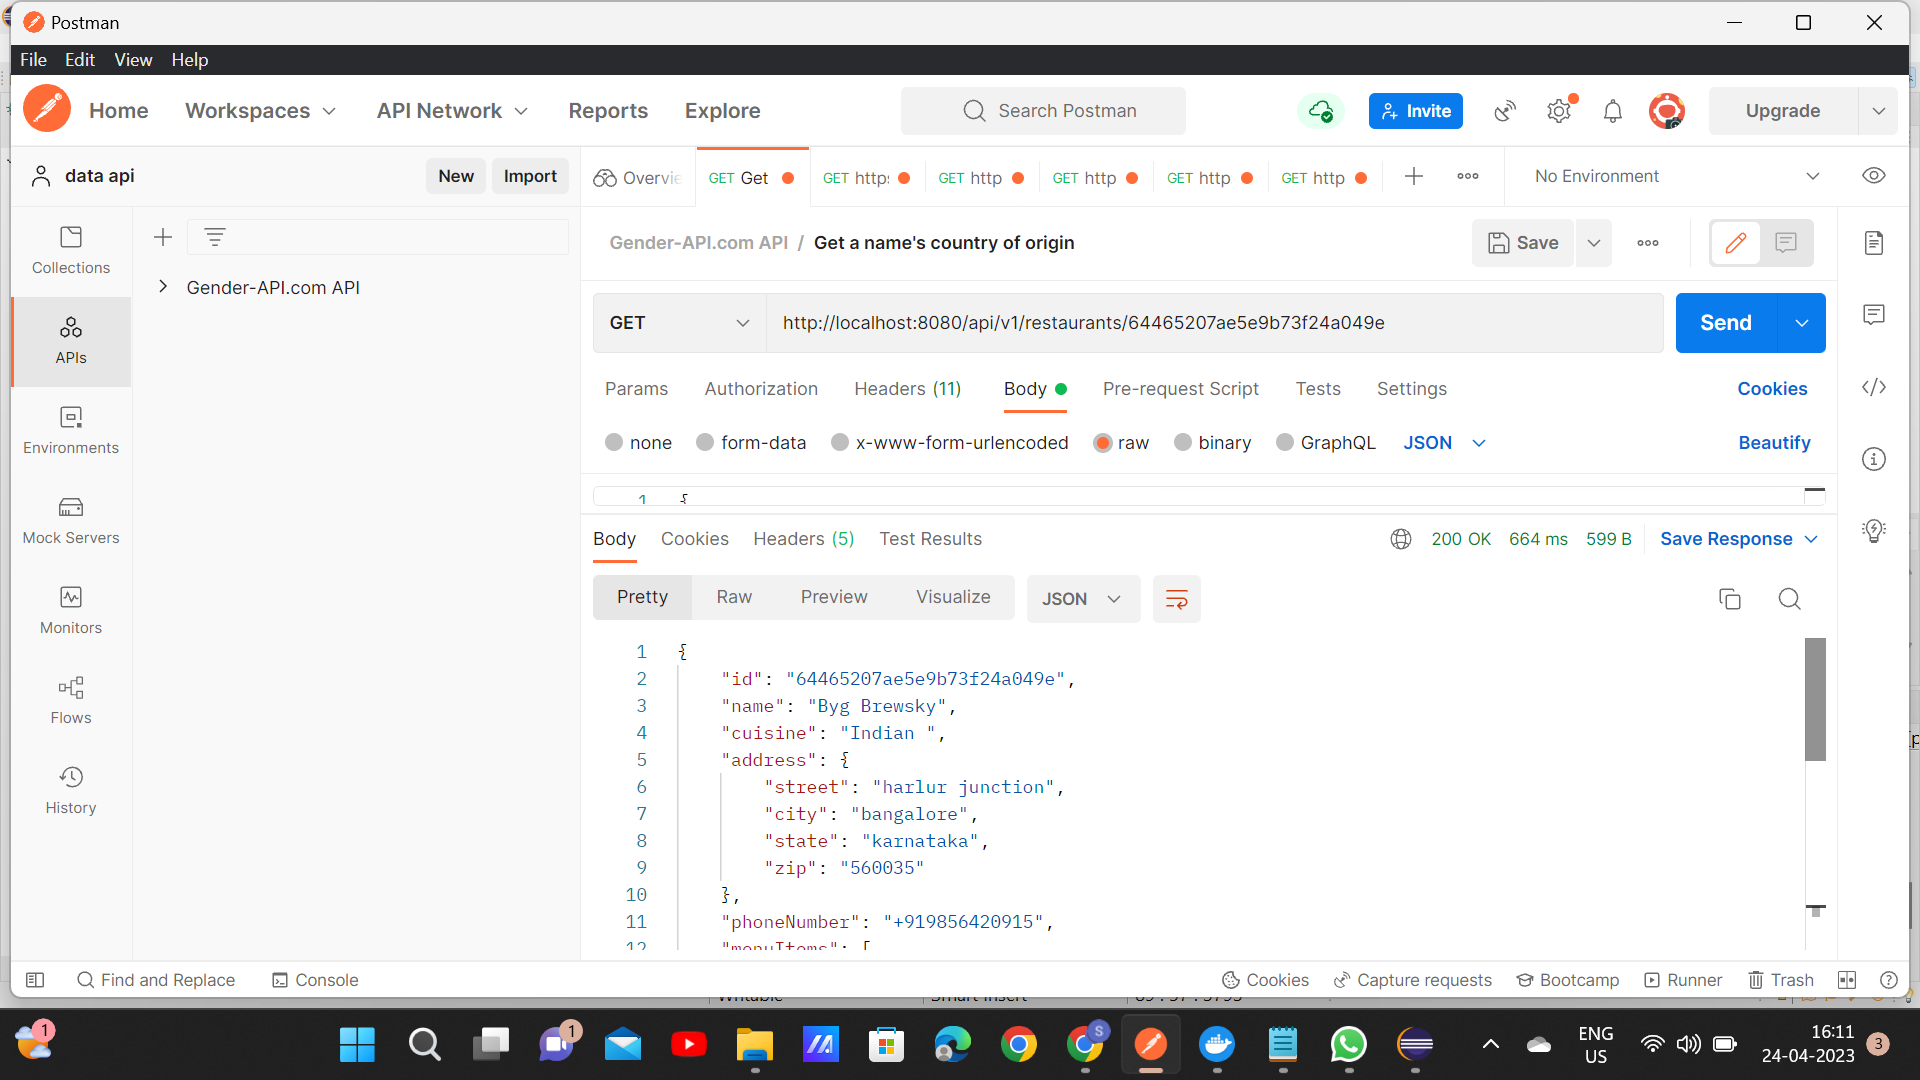 Postman
File Edit View Help
Home Workspaces API Network Reports Explore Search Postman Invite Upgrade
data api New Import Overvie GET Get GET http: GET http GET http GET http GET http No Environment
Gender-API.com API / Get a name's country of origin Save
Collections
Gender-API.com API
GET http://localhost:8080/api/v1/restaurants/64465207ae5e9b73f24a049e Send
APIs
Params Authorization Headers (11) Body Pre-request Script Tests Settings Cookies
Environments
none form-data x-www-form-urlencoded raw binary GraphQL JSON Beautify
1 {
Mock Servers
Body Cookies Headers (5) Test Results 200 OK 664 ms 599 B Save Response
Pretty Raw Preview Visualize JSON
Monitors
Flows
History
1 {
2 "id": "64465207ae5e9b73f24a049e",
3 "name": "Byg Brewsky",
4 "cuisine": "Indian ",
5 "address": {
6 "street": "harlur junction",
7 "city": "bangalore",
8 "state": "karnataka",
9 "zip": "560035"
10 },
11 "phoneNumber": "+919856420915",
12 "menuItems": [
Find and Replace Console Cookies Capture requests Bootcamp Runner Trash
Writable Smart Insert
1 1 S ENG US 16:11 24-04-2023 3